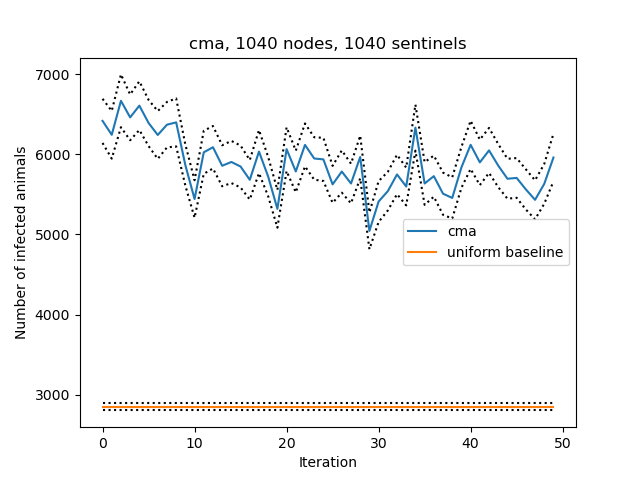 cma, 1040 nodes, 1040 sentinels
7000
6000
5000
4000
3000
Number of infected animals
cma
uniform baseline
0 10 20 30 40 50
Iteration